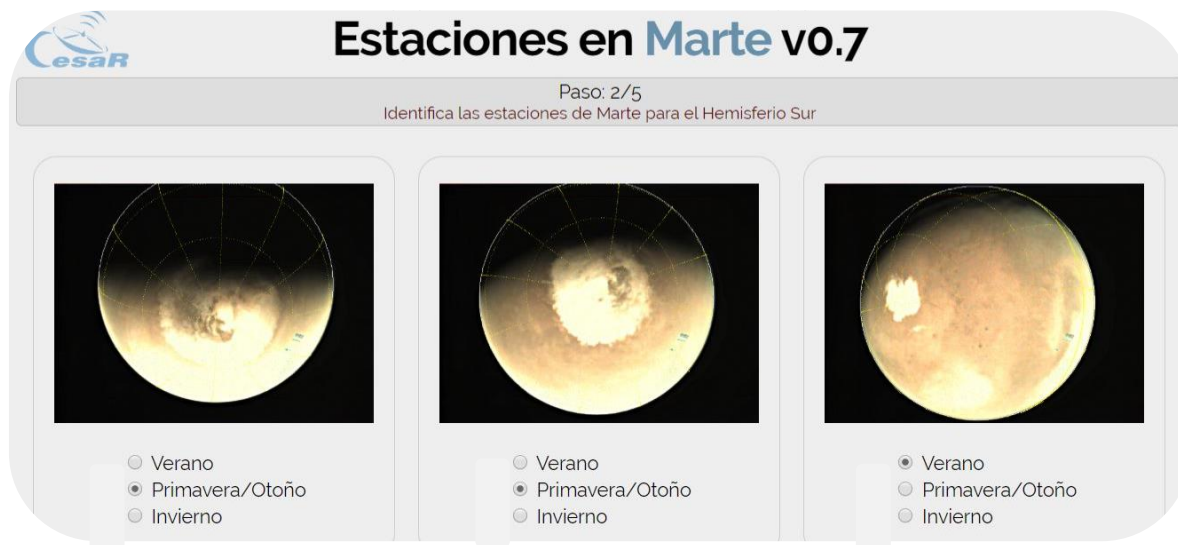 CesaR
Estaciones en Marte v0.7
Paso: 2/5
Identifica las estaciones de Marte para el Hemisferio Sur
Verano
Primavera/Otoño
Invierno
Verano
Primavera/Otoño
Invierno
Verano
Primavera/Otoño
Invierno